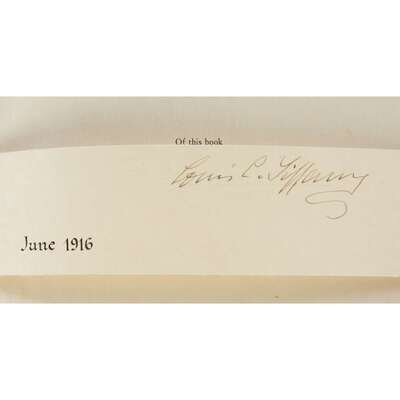 Of this book
Louis C. Tiffany
June 1916